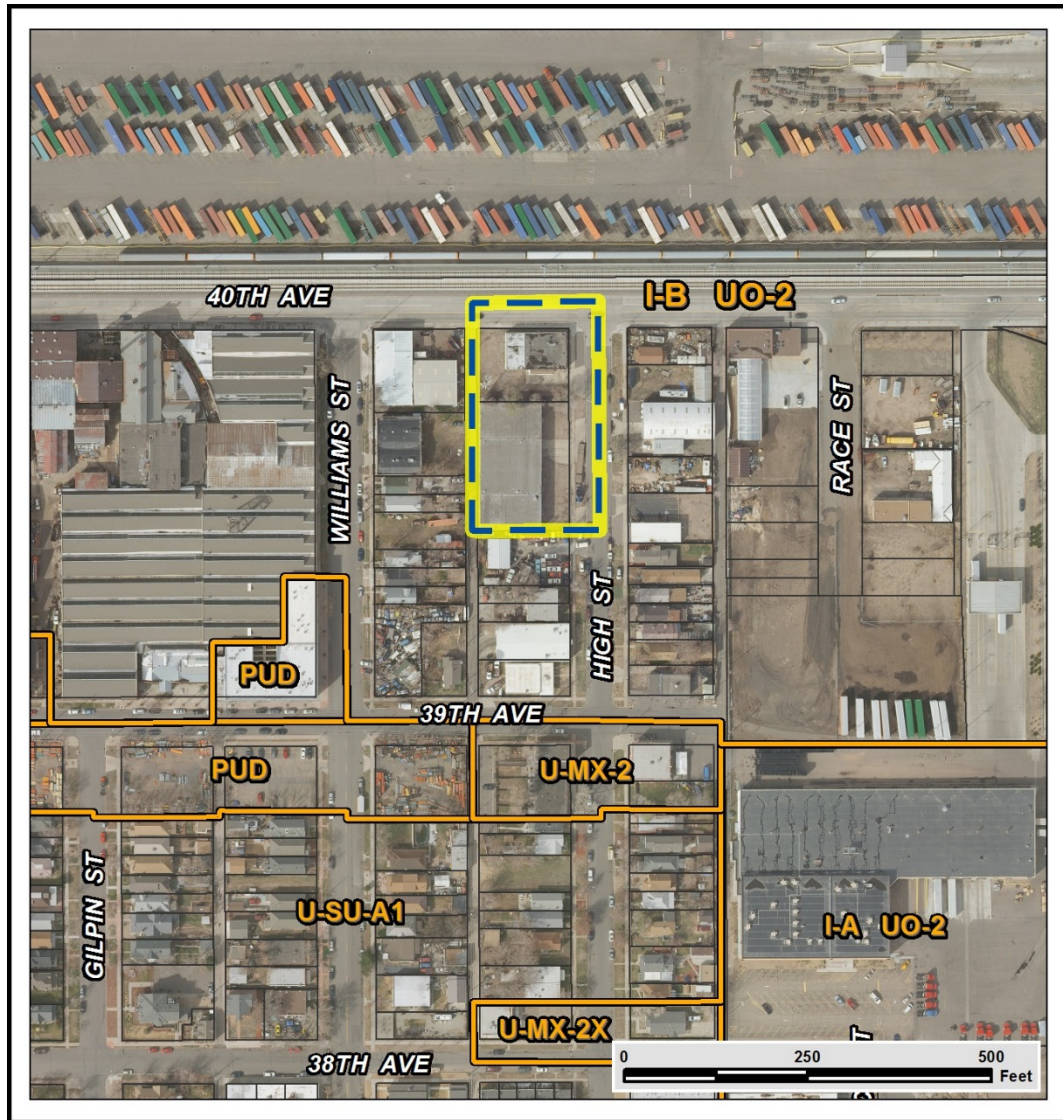 40TH AVE
I-B UO-2
WILLIAMS ST
RACE ST
HIGH ST
PUD
39TH AVE
PUD
U-MX-2
GILPIN ST
U-SU-A1
I-A UO-2
U-MX-2X
38TH AVE
0 250 500
Feet